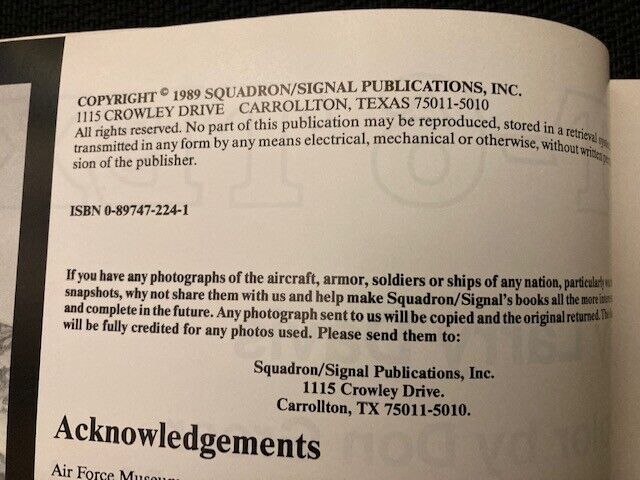 COPYRIGHT © 1989 SQUADRON/SIGNAL PUBLICATIONS, INC.
1115 CROWLEY DRIVE CARROLLTON, TEXAS 75011-5010
All rights reserved. No part of this publication may be reproduced, stored in a retrieval
transmitted in any form by any means electrical, mechanical or otherwise, without written
sion of the publisher.
ISBN 0-89747-224-1
If you have any photographs of the aircraft, armor, soldiers or ships of any nation, particularly
snapshots, why not share them with us and help make Squadron/Signal's books all the more
and complete in the future. Any photograph sent to us will be copied and the original returned. The
will be fully credited for any photos used. Please send them to:
Squadron/Signal Publications, Inc.
1115 Crowley Drive.
Carrollton, TX 75011-5010.
Acknowledgements
Air Force